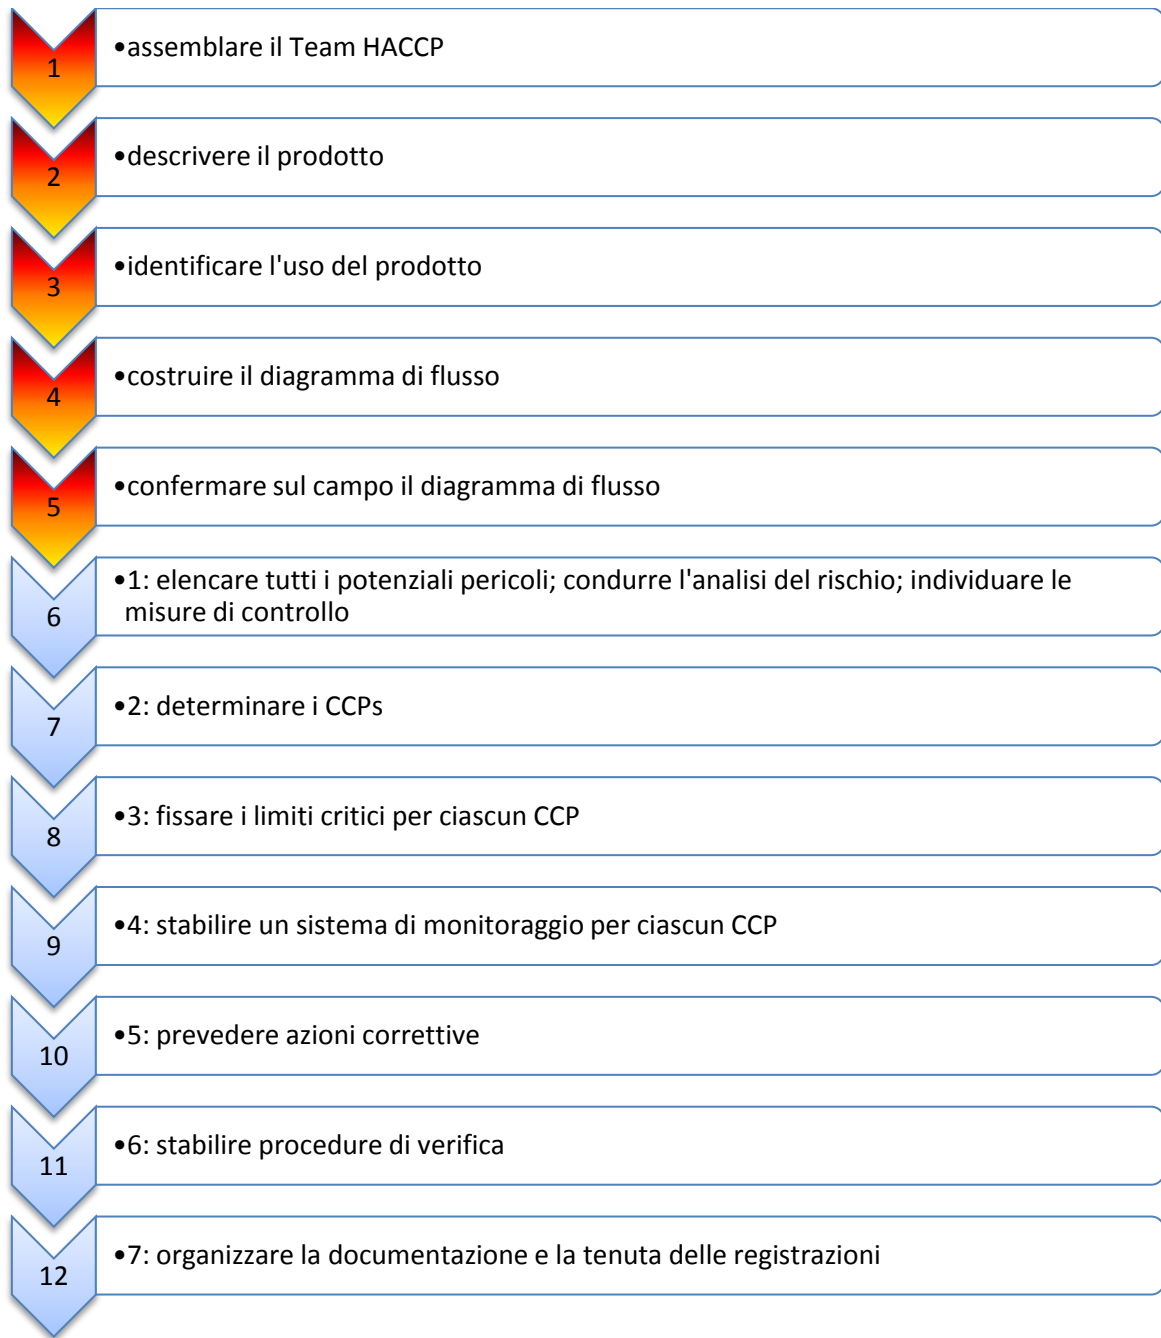 1
•assemblare il Team HACCP
2
•descrivere il prodotto
3
•identificare l'uso del prodotto
4
•costruire il diagramma di flusso
5
•confermare sul campo il diagramma di flusso
6
•1: elencare tutti i potenziali pericoli; condurre l'analisi del rischio; individuare le
misure di controllo
7
•2: determinare i CCPs
8
•3: fissare i limiti critici per ciascun CCP
9
•4: stabilire un sistema di monitoraggio per ciascun CCP
10
•5: prevedere azioni correttive
11
•6: stabilire procedure di verifica
12
•7: organizzare la documentazione e la tenuta delle registrazioni